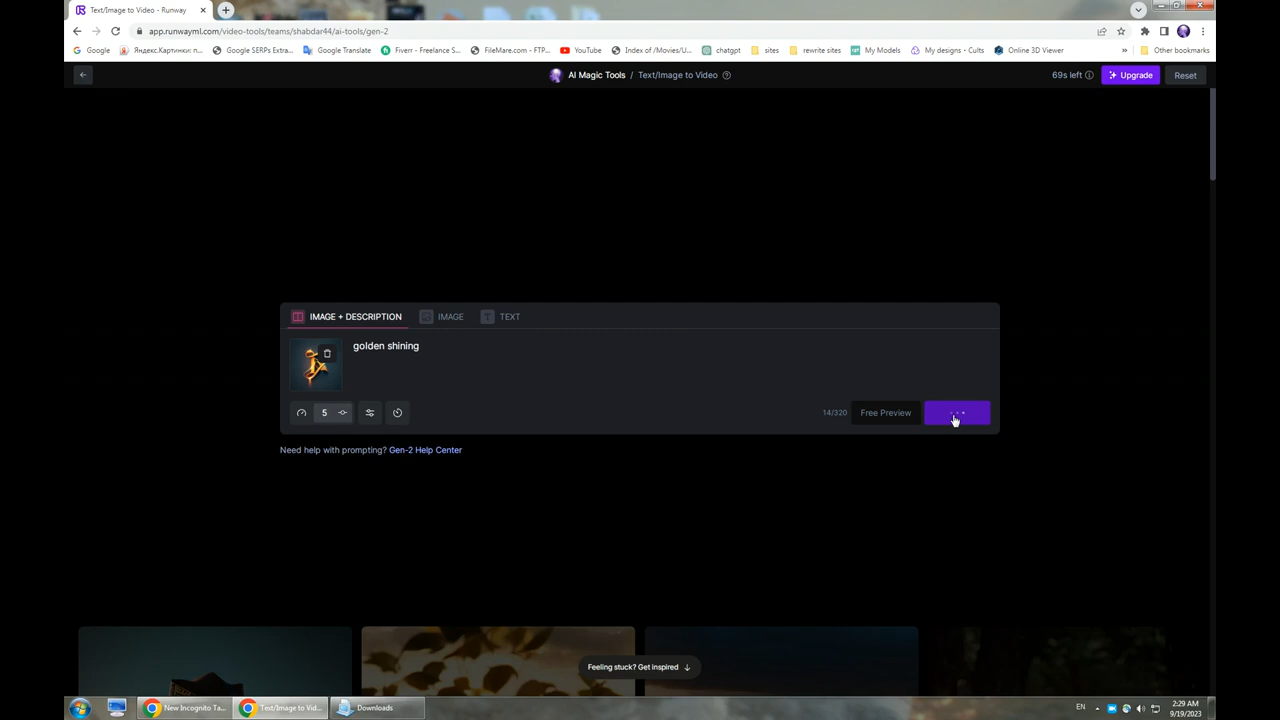 Text/Image to Video - Runway
app.runwayml.com/video-tools/teams/shabdar44/ai-tools/gen-2
Google
Яндекс.Картинки: п...
Google SERPs Extra...
Google Translate
Fiverr - Freelance S...
FileMare.com - FTP...
YouTube
Index of /Movies/U...
chatgpt
sites
rewrite sites
My Models
My designs • Cults
Online 3D Viewer
»
Other bookmarks
AI Magic Tools / Text/Image to Video
69s left
Upgrade
Reset
IMAGE + DESCRIPTION
IMAGE
TEXT
golden shining
5
14/320
Free Preview
Need help with prompting? Gen-2 Help Center
Feeling stuck? Get inspired ↓
New Incognito Ta...
Text/Image to Vid...
Downloads
EN
2:29 AM
9/19/2023